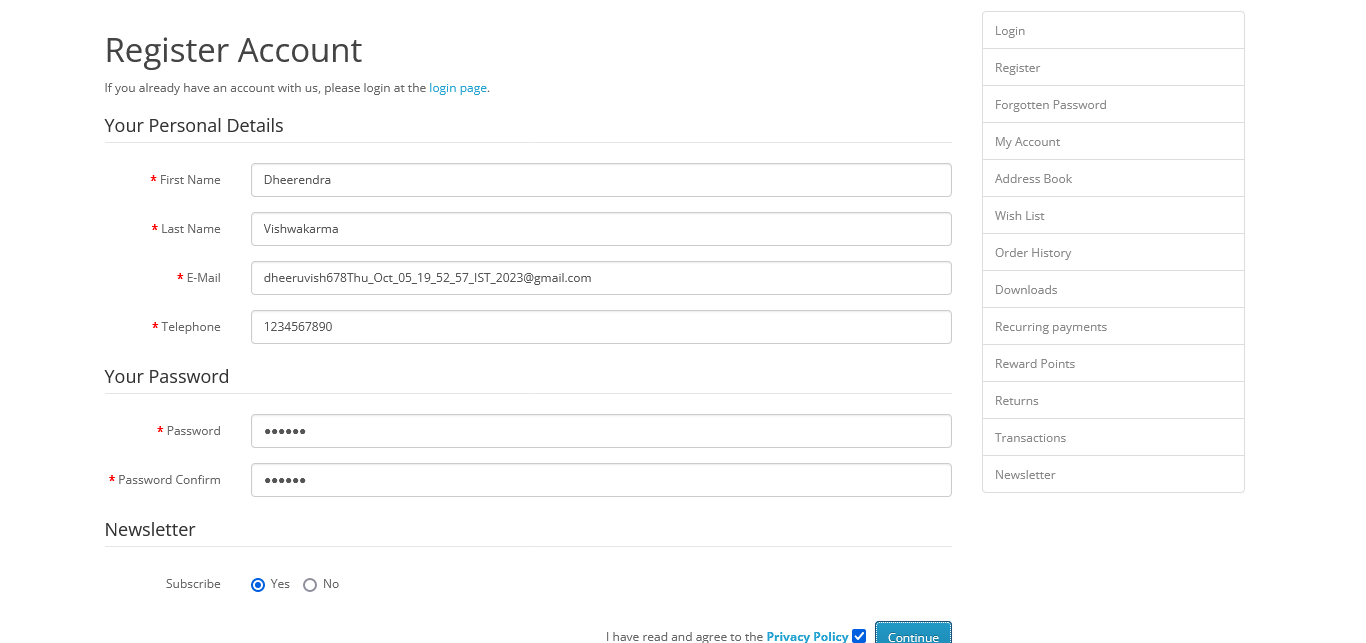 Register Account
If you already have an account with us, please login at the login page.
Your Personal Details
* First Name Dheerendra
* Last Name Vishwakarma
* E-Mail dheeruvish678Thu_Oct_05_19_52_57_IST_2023@gmail.com
* Telephone 1234567890
Your Password
* Password ••••••
* Password Confirm ••••••
Newsletter
Subscribe Yes No
I have read and agree to the Privacy Policy Continue
Login
Register
Forgotten Password
My Account
Address Book
Wish List
Order History
Downloads
Recurring payments
Reward Points
Returns
Transactions
Newsletter